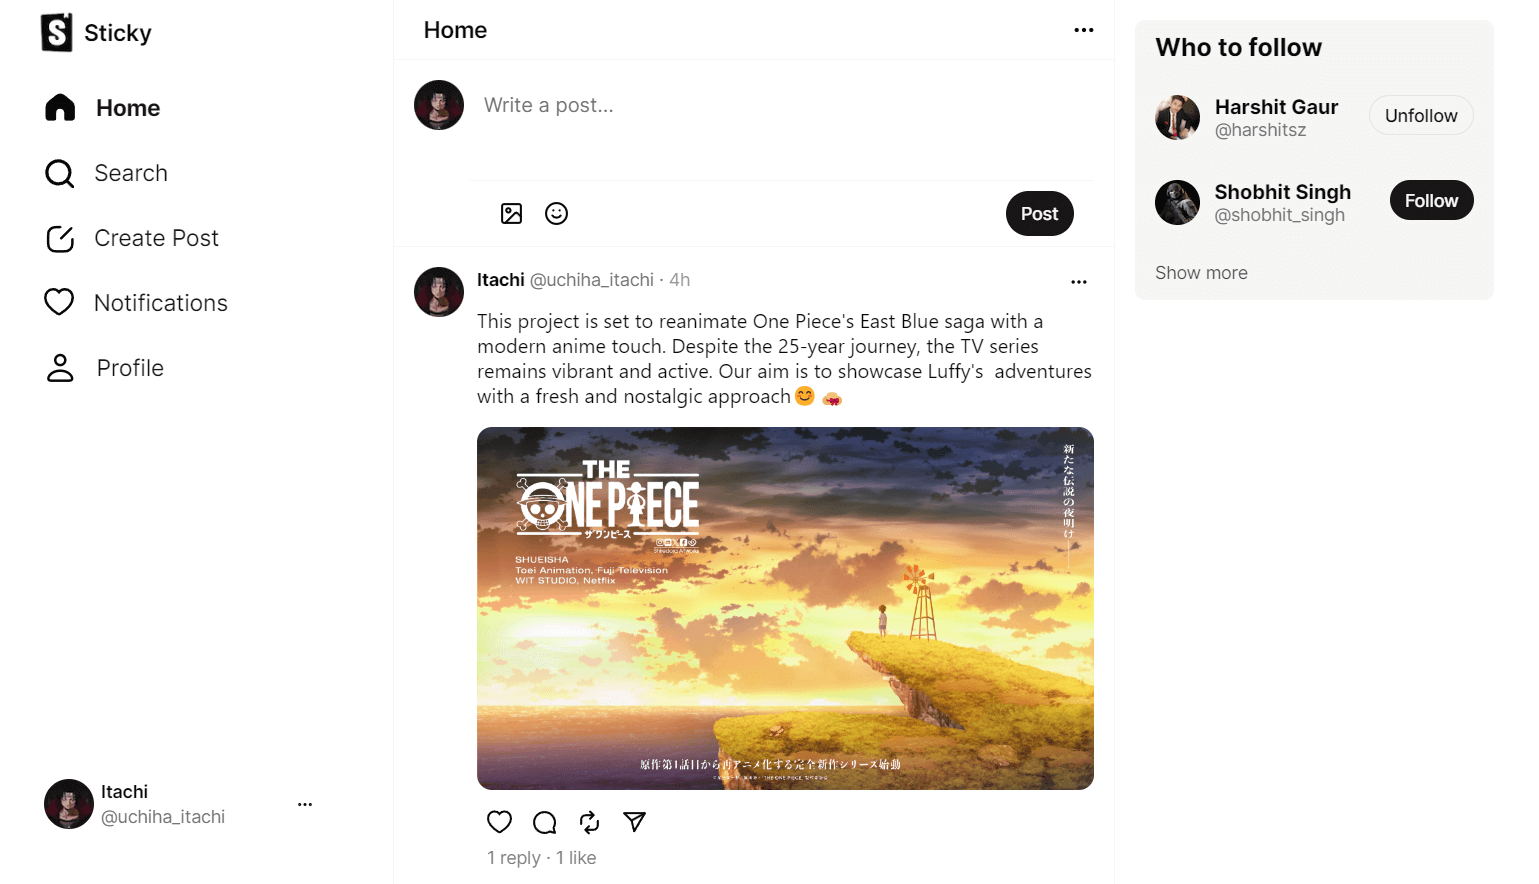 Sticky
Home
Search
Create Post
Notifications
Profile
Itachi
@uchiha_itachi
Home
Write a post...
Post
Itachi @uchiha_itachi · 4h
This project is set to reanimate One Piece's East Blue saga with a
modern anime touch. Despite the 25-year journey, the TV series
remains vibrant and active. Our aim is to showcase Luffy's  adventures
with a fresh and nostalgic approach😊
THE
ONE PIECE
ザ ワンピース
SHUEISHA
Toei Animation, Fuji Television
WIT STUDIO, Netflix
新たな伝説の夜明け
原作第1話目から再アニメ化する完全新作シリーズ始動
1 reply · 1 like
Who to follow
Harshit Gaur
@harshitsz
Unfollow
Shobhit Singh
@shobhit_singh
Follow
Show more